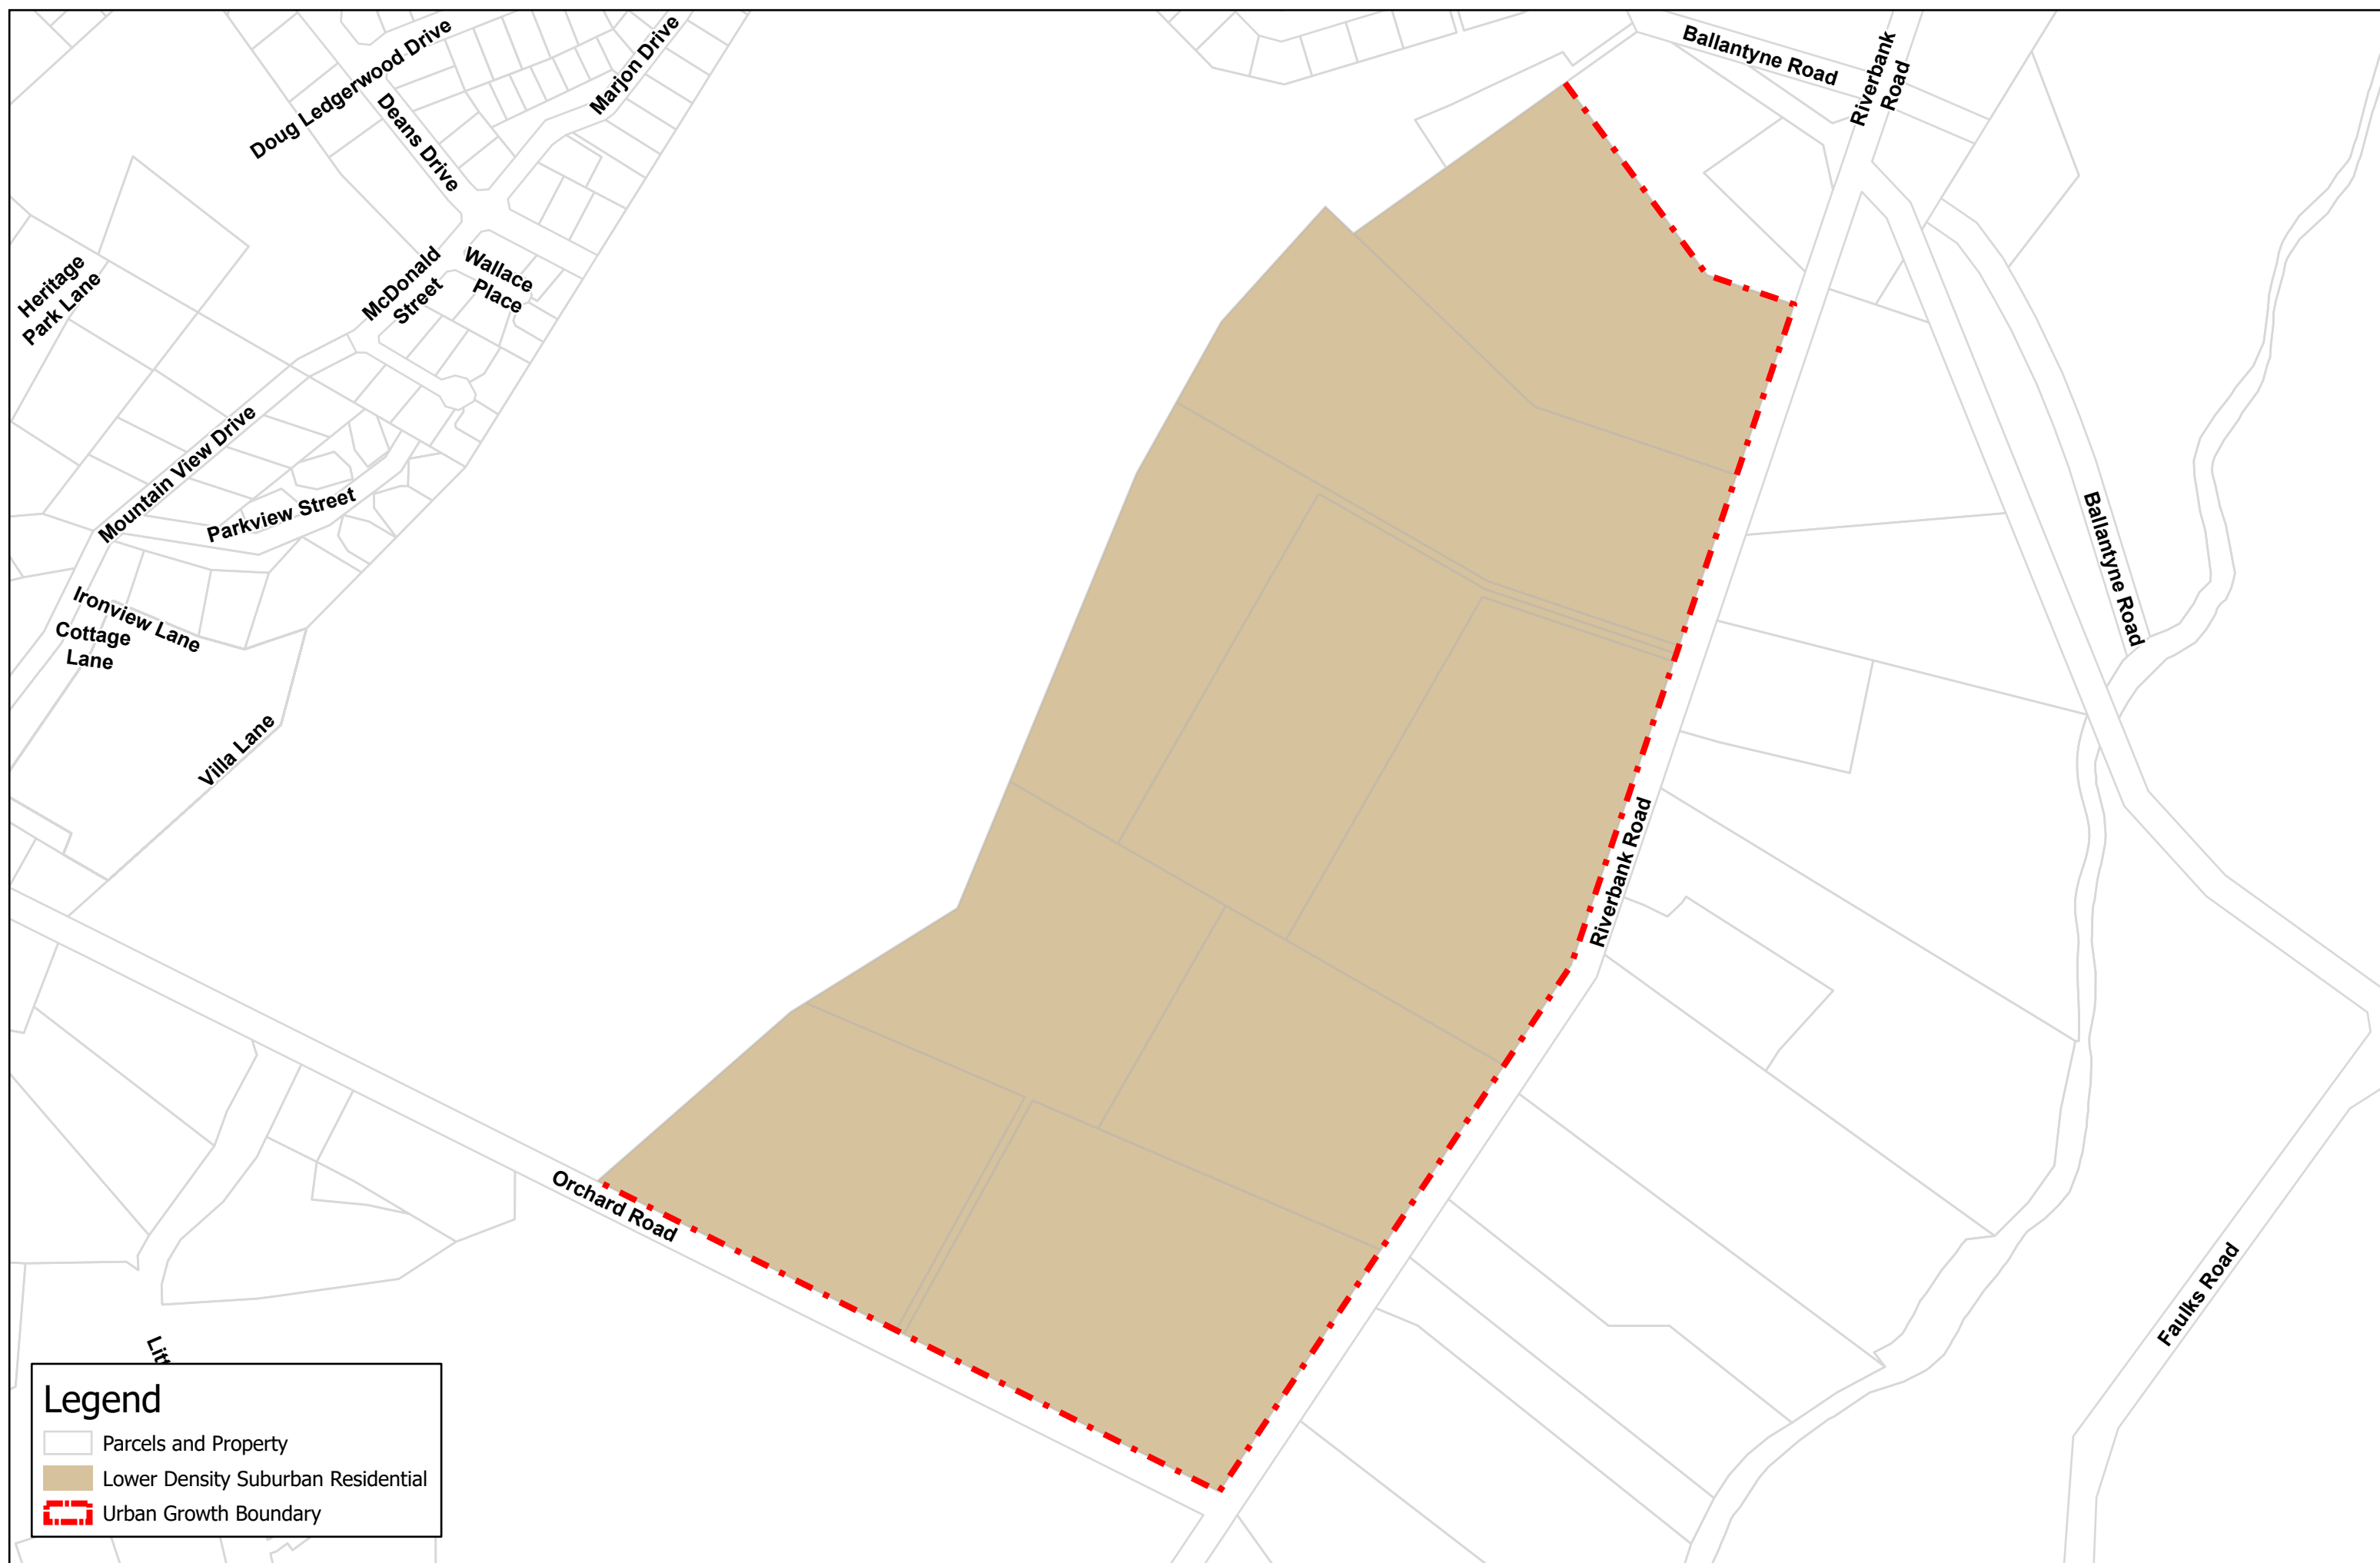 Doug Ledgerwood Drive
Marjon Drive
Ballantyne Road
Riverbank
Road
Deans Drive
Heritage
Park Lane
McDonald
Street
Wallace
Place
Mountain View Drive
Parkview Street
Ballantyne Road
Ironview Lane
Cottage
Lane
Villa Lane
Riverbank Road
Orchard Road
Faulks Road
Legend
Parcels and Property
Lower Density Suburban Residential
Urban Growth Boundary